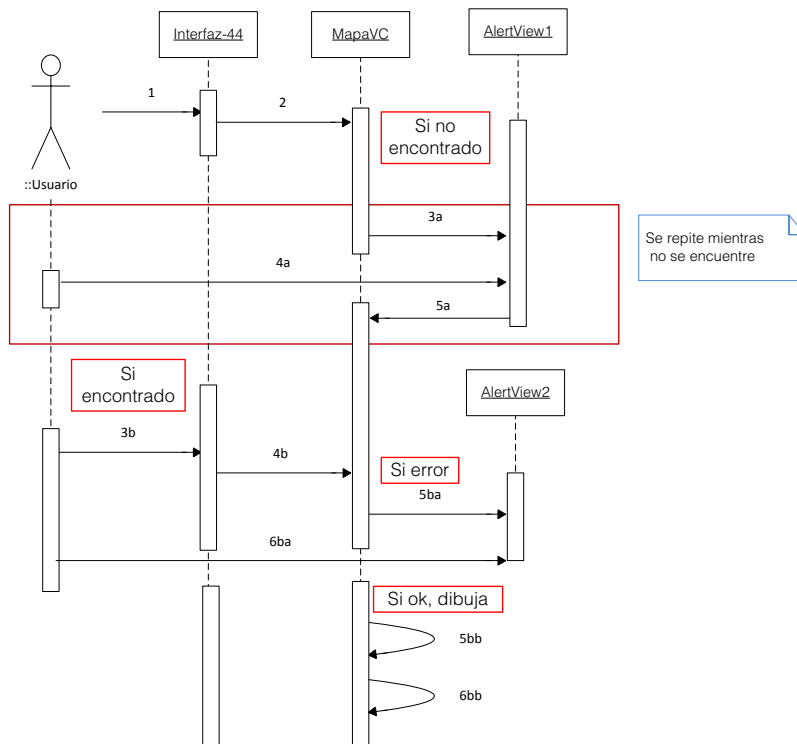 Interfaz-44
MapaVC
AlertView1
1
2
Si no
encontrado
::Usuario
3a
Se repite mientras
no se encuentre
4a
5a
Si
encontrado
AlertView2
3b
4b
Si error
5ba
6ba
Si ok, dibuja
5bb
6bb